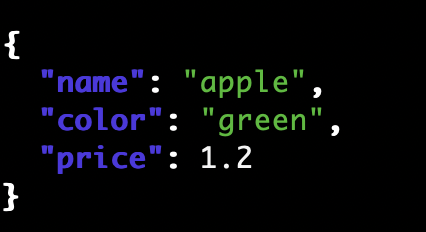 {
  "name": "apple",
  "color": "green",
  "price": 1.2
}